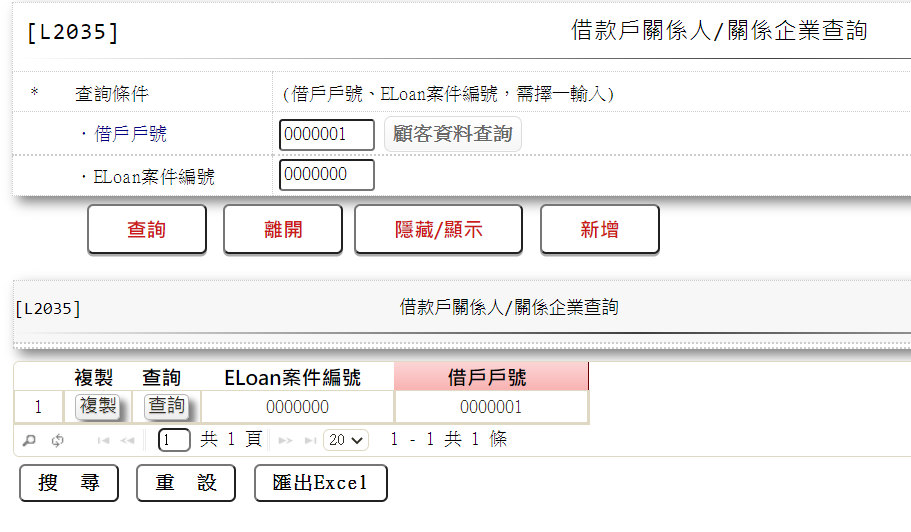 [L2035] 借款戶關係人/關係企業查詢
* 查詢條件 (借戶戶號、ELoan案件編號，需擇一輸入)
．借戶戶號 0000001 顧客資料查詢
．ELoan案件編號 0000000
查詢 離開 隱藏/顯示 新增
[L2035] 借款戶關係人/關係企業查詢
複製 查詢 ELoan案件編號 借戶戶號
1 複製 查詢 0000000 0000001
1 共 1 頁 20 1 - 1 共 1 條
搜 尋 重 設 匯出Excel